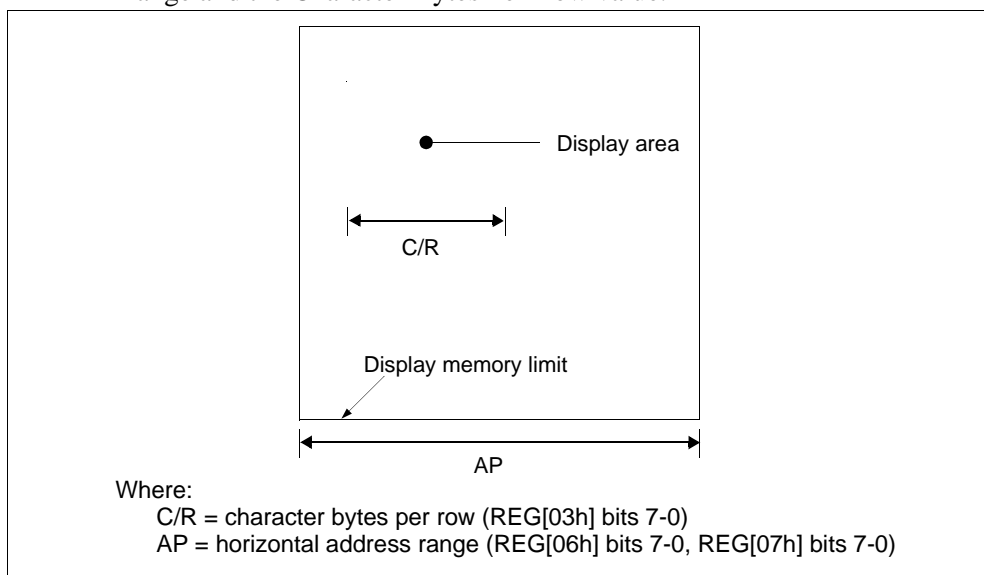 Display area
C/R
Display memory limit
AP
Where:
C/R = character bytes per row (REG[03h] bits 7-0)
AP = horizontal address range (REG[06h] bits 7-0, REG[07h] bits 7-0)